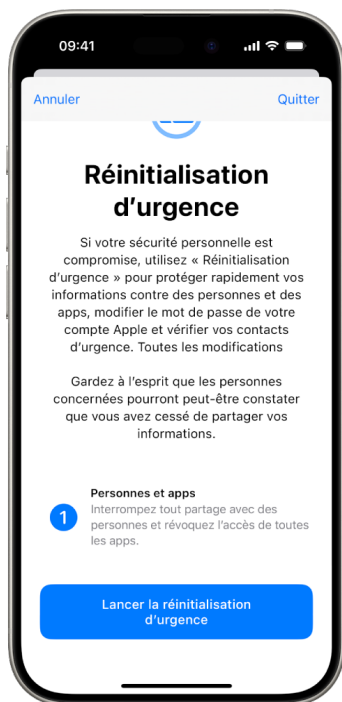 09:41
Annuler
Quitter
Réinitialisation
d’urgence
Si votre sécurité personnelle est
compromise, utilisez « Réinitialisation
d’urgence » pour protéger rapidement vos
informations contre des personnes et des
apps, modifier le mot de passe de votre
compte Apple et vérifier vos contacts
d’urgence. Toutes les modifications
Gardez à l’esprit que les personnes
concernées pourront peut-être constater
que vous avez cessé de partager vos
informations.
1
Personnes et apps
Interrompez tout partage avec des
personnes et révoquez l’accès de toutes
les apps.
Lancer la réinitialisation
d’urgence